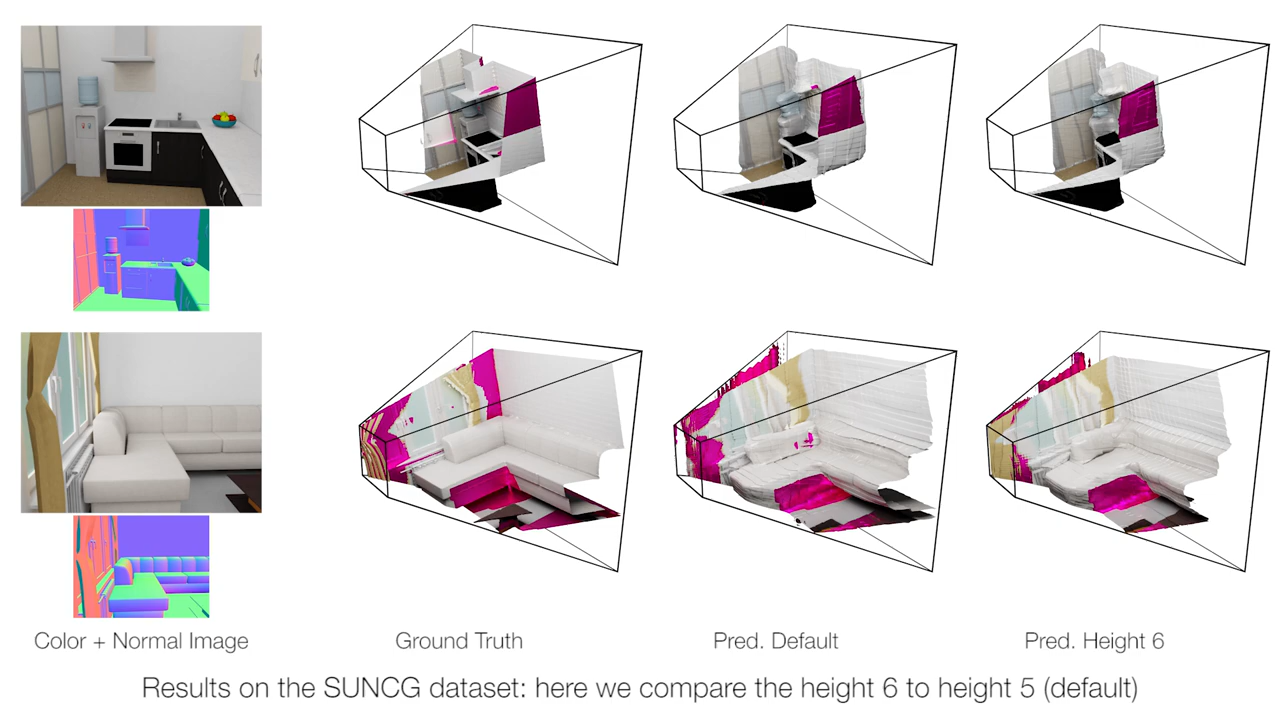 Color + Normal Image
Ground Truth
Pred. Default
Pred. Height 6
Results on the SUNCG dataset: here we compare the height 6 to height 5 (default)